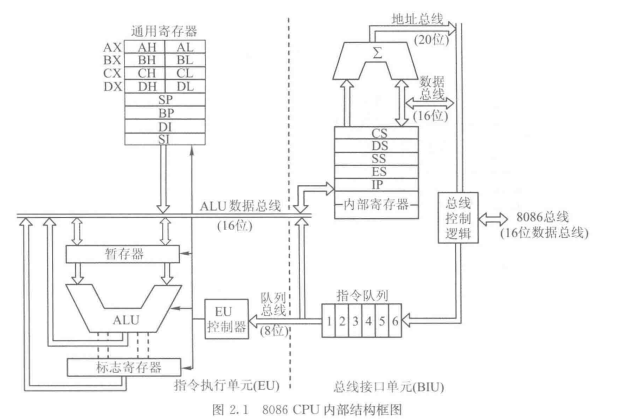 通用寄存器
AX AH AL
BX BH BL
CX CH CL
DX DH DL
SP
BP
DI
SI
地址总线
(20位)
Σ
数据
总线
(16位)
CS
DS
SS
ES
IP
内部寄存器
ALU数据总线
(16位)
总线
控制
逻辑
8086总线
(16位数据总线)
暂存器
ALU
标志寄存器
EU
控制器
队列
总线
(8位)
指令队列
1 2 3 4 5 6
指令执行单元(EU)
总线接口单元(BIU)
图 2.1 8086 CPU 内部结构框图